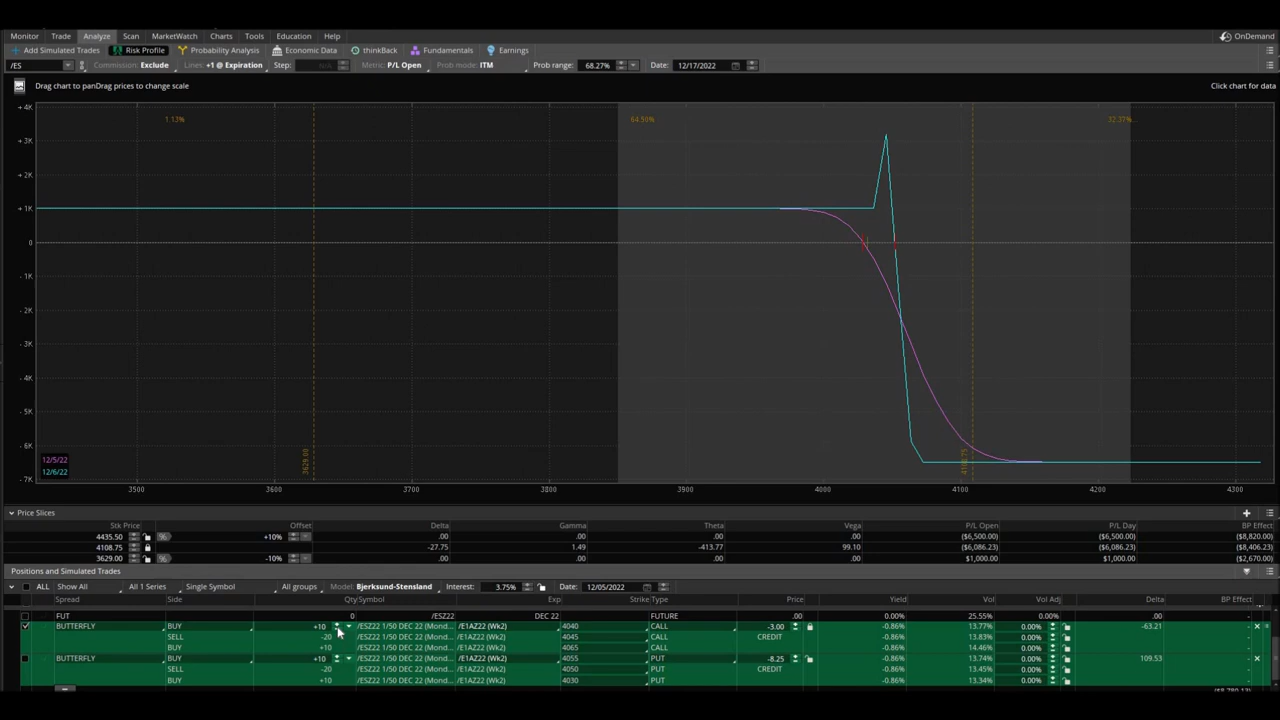 Monitor Trade Analyze Scan MarketWatch Charts Tools Education Help OnDemand
Add Simulated Trades Risk Profile Probability Analysis Economic Data thinkBack Fundamentals Earnings
/ES Commission: Exclude Lines: +1 @ Expiration Step: Metric: P/L Open Prob mode: ITM Prob range: 68.27% Date: 12/17/2022
Drag chart to panDrag prices to change scale Click chart for data
+ 4K
1.13% 64.90% 32.37%...
+ 3K
+ 2K
+ 1K
0
- 1K
- 2K
- 3K
- 4K
- 5K
- 6K
3629.00 4108.75
12/5/22
12/6/22
- 7K
3500 3600 3700 3800 3900 4000 4100 4200 4300
Price Slices
Stk Price Offset Delta Gamma Theta Vega P/L Open P/L Day BP Effect
4435.50 % +10% .00 .00 .00 .00 ($6,500.00) ($6,500.00) ($8,820.00)
4108.75 -27.75 1.49 -413.77 99.10 ($6,086.23) ($6,086.23) ($8,406.23)
3629.00 % -10% .00 .00 .00 .00 $1,000.00 $1,000.00 ($2,670.00)
Positions and Simulated Trades
ALL Show All All 1 Series Single Symbol All groups Model: Bjerksund-Stensland Interest: 3.75% Date: 12/05/2022
Spread Side Qty Symbol Exp Strike Type Price Yield Vol Vol Adj Delta BP Effect
FUT 0 /ESZ22 DEC 22 FUTURE .00 0.00% 25.55% 0.00% .00
BUTTERFLY BUY +10 /ESZ22 1/50 DEC 22 (Mond... /E1AZ22 (Wk2) 4040 CALL -3.00 -0.86% 13.77% 0.00% -63.21 -
SELL -20 /ESZ22 1/50 DEC 22 (Mond... /E1AZ22 (Wk2) 4045 CALL CREDIT -0.86% 13.77% 0.00% -
BUY +10 /ESZ22 1/50 DEC 22 (Mond... /E1AZ22 (Wk2) 4065 CALL -0.86% 14.46% 0.00% -
BUTTERFLY BUY +10 /ESZ22 1/50 DEC 22 (Mond... /E1AZ22 (Wk2) 4055 PUT -8.25 -0.86% 13.74% 0.00% 109.53 -
SELL -20 /ESZ22 1/50 DEC 22 (Mond... /E1AZ22 (Wk2) 4050 PUT CREDIT -0.86% 13.45% 0.00% -
BUY +10 /ESZ22 1/50 DEC 22 (Mond... /E1AZ22 (Wk2) 4030 PUT -0.86% 13.34% 0.00% -